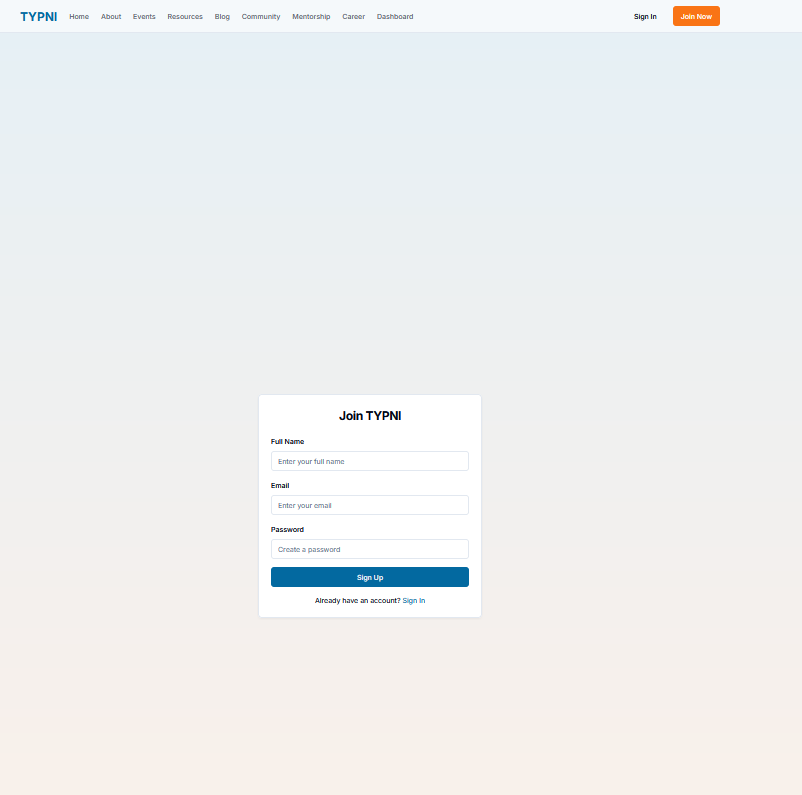 TYPNI Home About Events Resources Blog Community Mentorship Career Dashboard Sign In Join Now
Join TYPNI
Full Name
Enter your full name
Email
Enter your email
Password
Create a password
Sign Up
Already have an account? Sign In